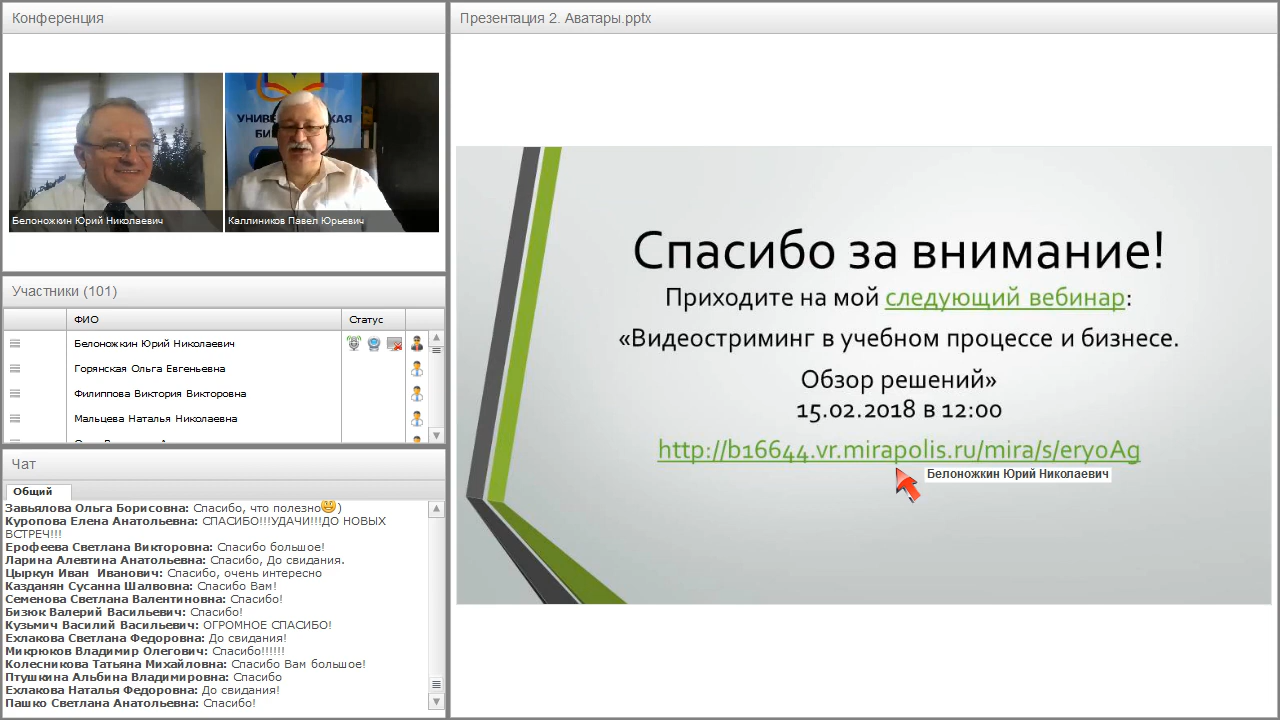 Конференция
УНИВЕ
СКАЯ
Белоножкин Юрий Николаевич
Каллиников Павел Юрьевич
Участники (101)
ФИО Статус
Белоножкин Юрий Николаевич
Горянская Ольга Евгеньевна
Филиппова Виктория Викторовна
Мальцева Наталья Николаевна
Чат
Общий
Завьялова Ольга Борисовна: Спасибо, что полезно)
Куропова Елена Анатольевна: СПАСИБО!!!УДАЧИ!!!ДО НОВЫХ
ВСТРЕЧ!!!
Ерофеева Светлана Викторовна: Спасибо большое!
Ларина Алевтина Анатольевна: Спасибо, До свидания.
Цыркун Иван Иванович: Спасибо, очень интересно
Казданян Сусанна Шалвовна: Спасибо Вам!
Семенова Светлана Валентиновна: Спасибо!
Бизюк Валерий Васильевич: Спасибо!
Кузьмич Василий Васильевич: ОГРОМНОЕ СПАСИБО!
Ехлакова Светлана Федоровна: До свидания!
Микрюков Владимир Олегович: Спасибо!!!!!!
Колесникова Татьяна Михайловна: Спасибо Вам большое!
Птушкина Альбина Владимировна: Спасибо
Ехлакова Наталья Федоровна: До свидания!
Пашко Светлана Анатольевна: Спасибо!
Презентация 2. Аватары.pptx
Спасибо за внимание!
Приходите на мой следующий вебинар:
«Видеостриминг в учебном процессе и бизнесе.
Обзор решений»
15.02.2018 в 12:00
http://b16644.vr.mirapolis.ru/mira/s/eryoAg
Белоножкин Юрий Николаевич